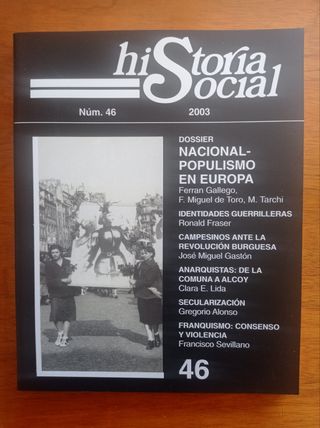 hiStoria
Social
Núm. 46 2003
DOSSIER
NACIONAL-
POPULISMO
EN EUROPA
Ferran Gallego,
F. Miguel de Toro, M. Tarchi
IDENTIDADES GUERRILLERAS
Ronald Fraser
CAMPESINOS ANTE LA
REVOLUCIÓN BURGUESA
José Miguel Gastón
ANARQUISTAS: DE LA
COMUNA A ALCOY
Clara E. Lida
SECULARIZACIÓN
Gregorio Alonso
FRANQUISMO: CONSENSO
Y VIOLENCIA
Francisco Sevillano
46